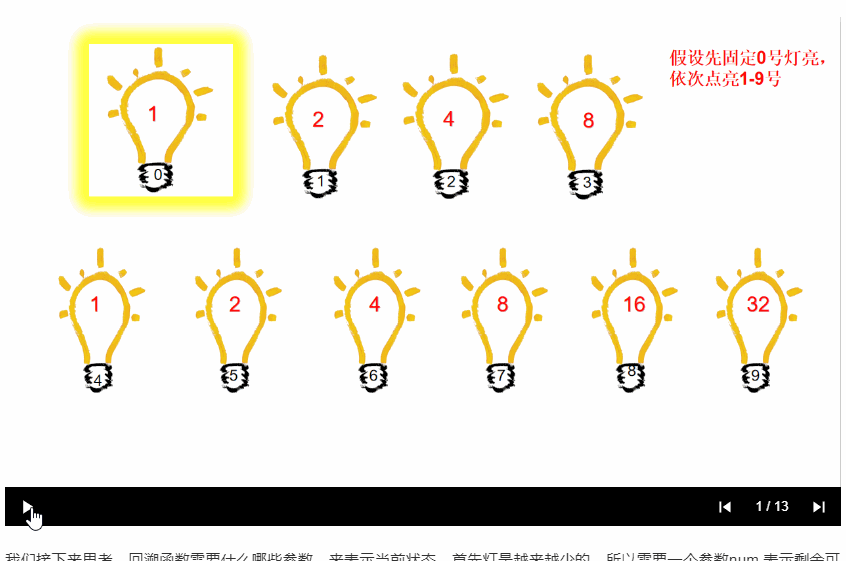 假设先固定0号灯亮，
依次点亮1-9号
1 2 4 8
0 1 2 3
1 2 4 8 16 32
4 5 6 7 8 9
1 / 13
我们接下来思考，回溯函数需要什么哪些参数，来表示当前状态。首先灯是越来越少的，所以需要一个参数num 表示剩余可